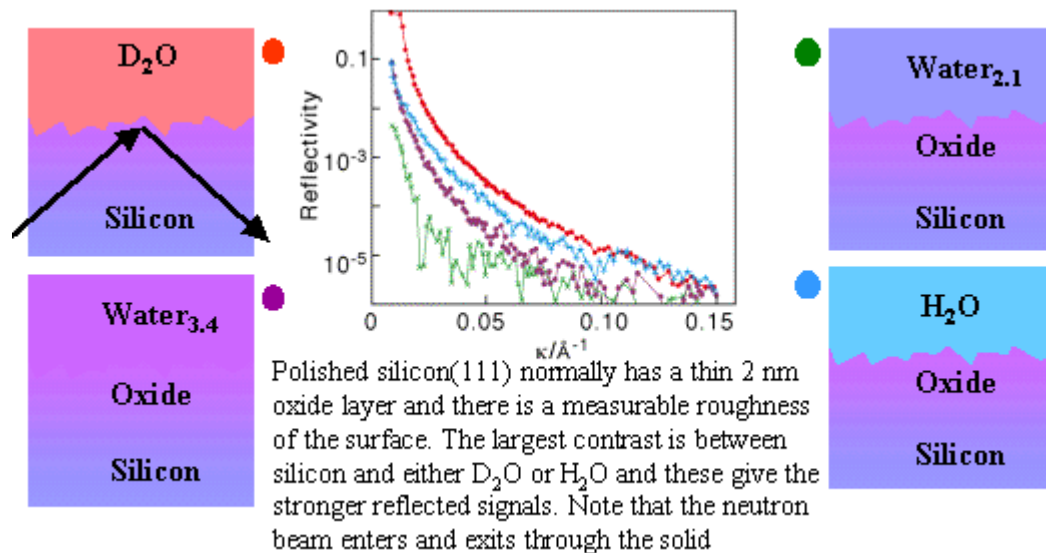 D₂O
Silicon
Water₃.₄
Oxide
Silicon
Reflectivity
0.1
10⁻³
10⁻⁵
0
0.05
0.10
0.15
κ/Å⁻¹
Polished silicon(111) normally has a thin 2 nm
oxide layer and there is a measurable roughness
of the surface. The largest contrast is between
silicon and either D₂O or H₂O and these give the
stronger reflected signals. Note that the neutron
beam enters and exits through the solid
Water₂.₁
Oxide
Silicon
H₂O
Oxide
Silicon